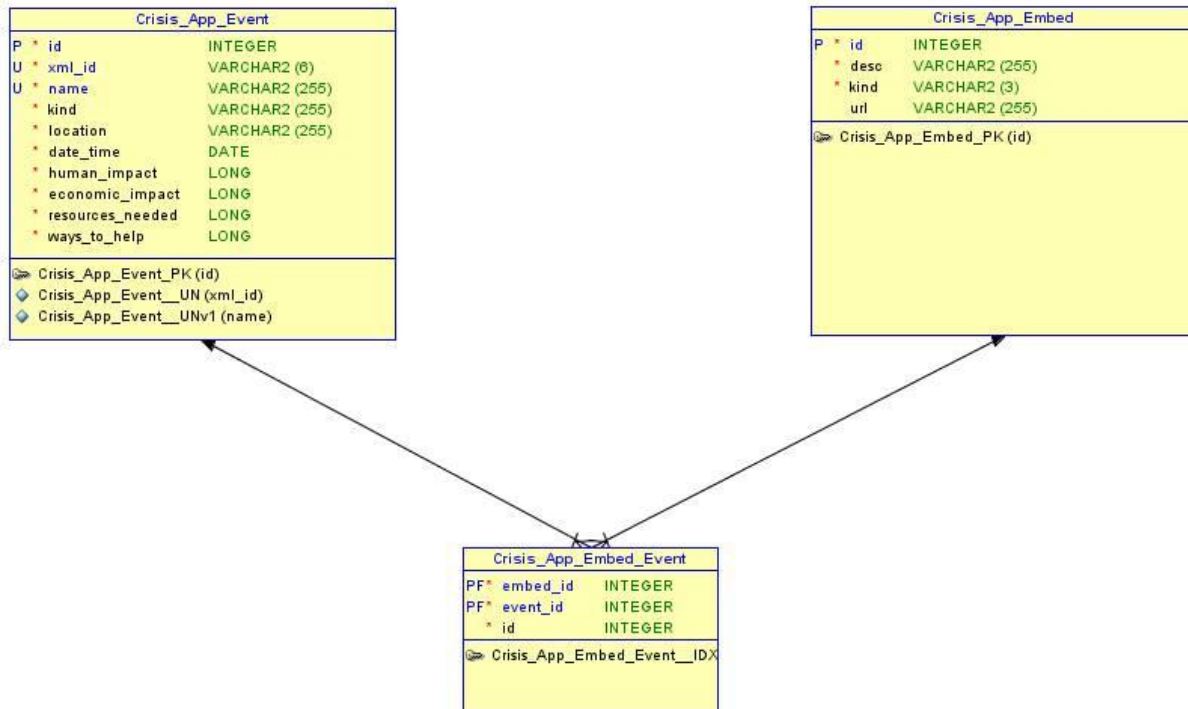 Crisis_App_Event
P * id INTEGER
U * xml_id VARCHAR2 (6)
U * name VARCHAR2 (255)
* kind VARCHAR2 (255)
* location VARCHAR2 (255)
* date_time DATE
* human_impact LONG
* economic_impact LONG
* resources_needed LONG
* ways_to_help LONG
Crisis_App_Event_PK (id)
Crisis_App_Event__UN (xml_id)
Crisis_App_Event__UNv1 (name)
Crisis_App_Embed
P * id INTEGER
* desc VARCHAR2 (255)
* kind VARCHAR2 (3)
url VARCHAR2 (255)
Crisis_App_Embed_PK (id)
Crisis_App_Embed_Event
PF* embed_id INTEGER
PF* event_id INTEGER
* id INTEGER
Crisis_App_Embed_Event__IDX